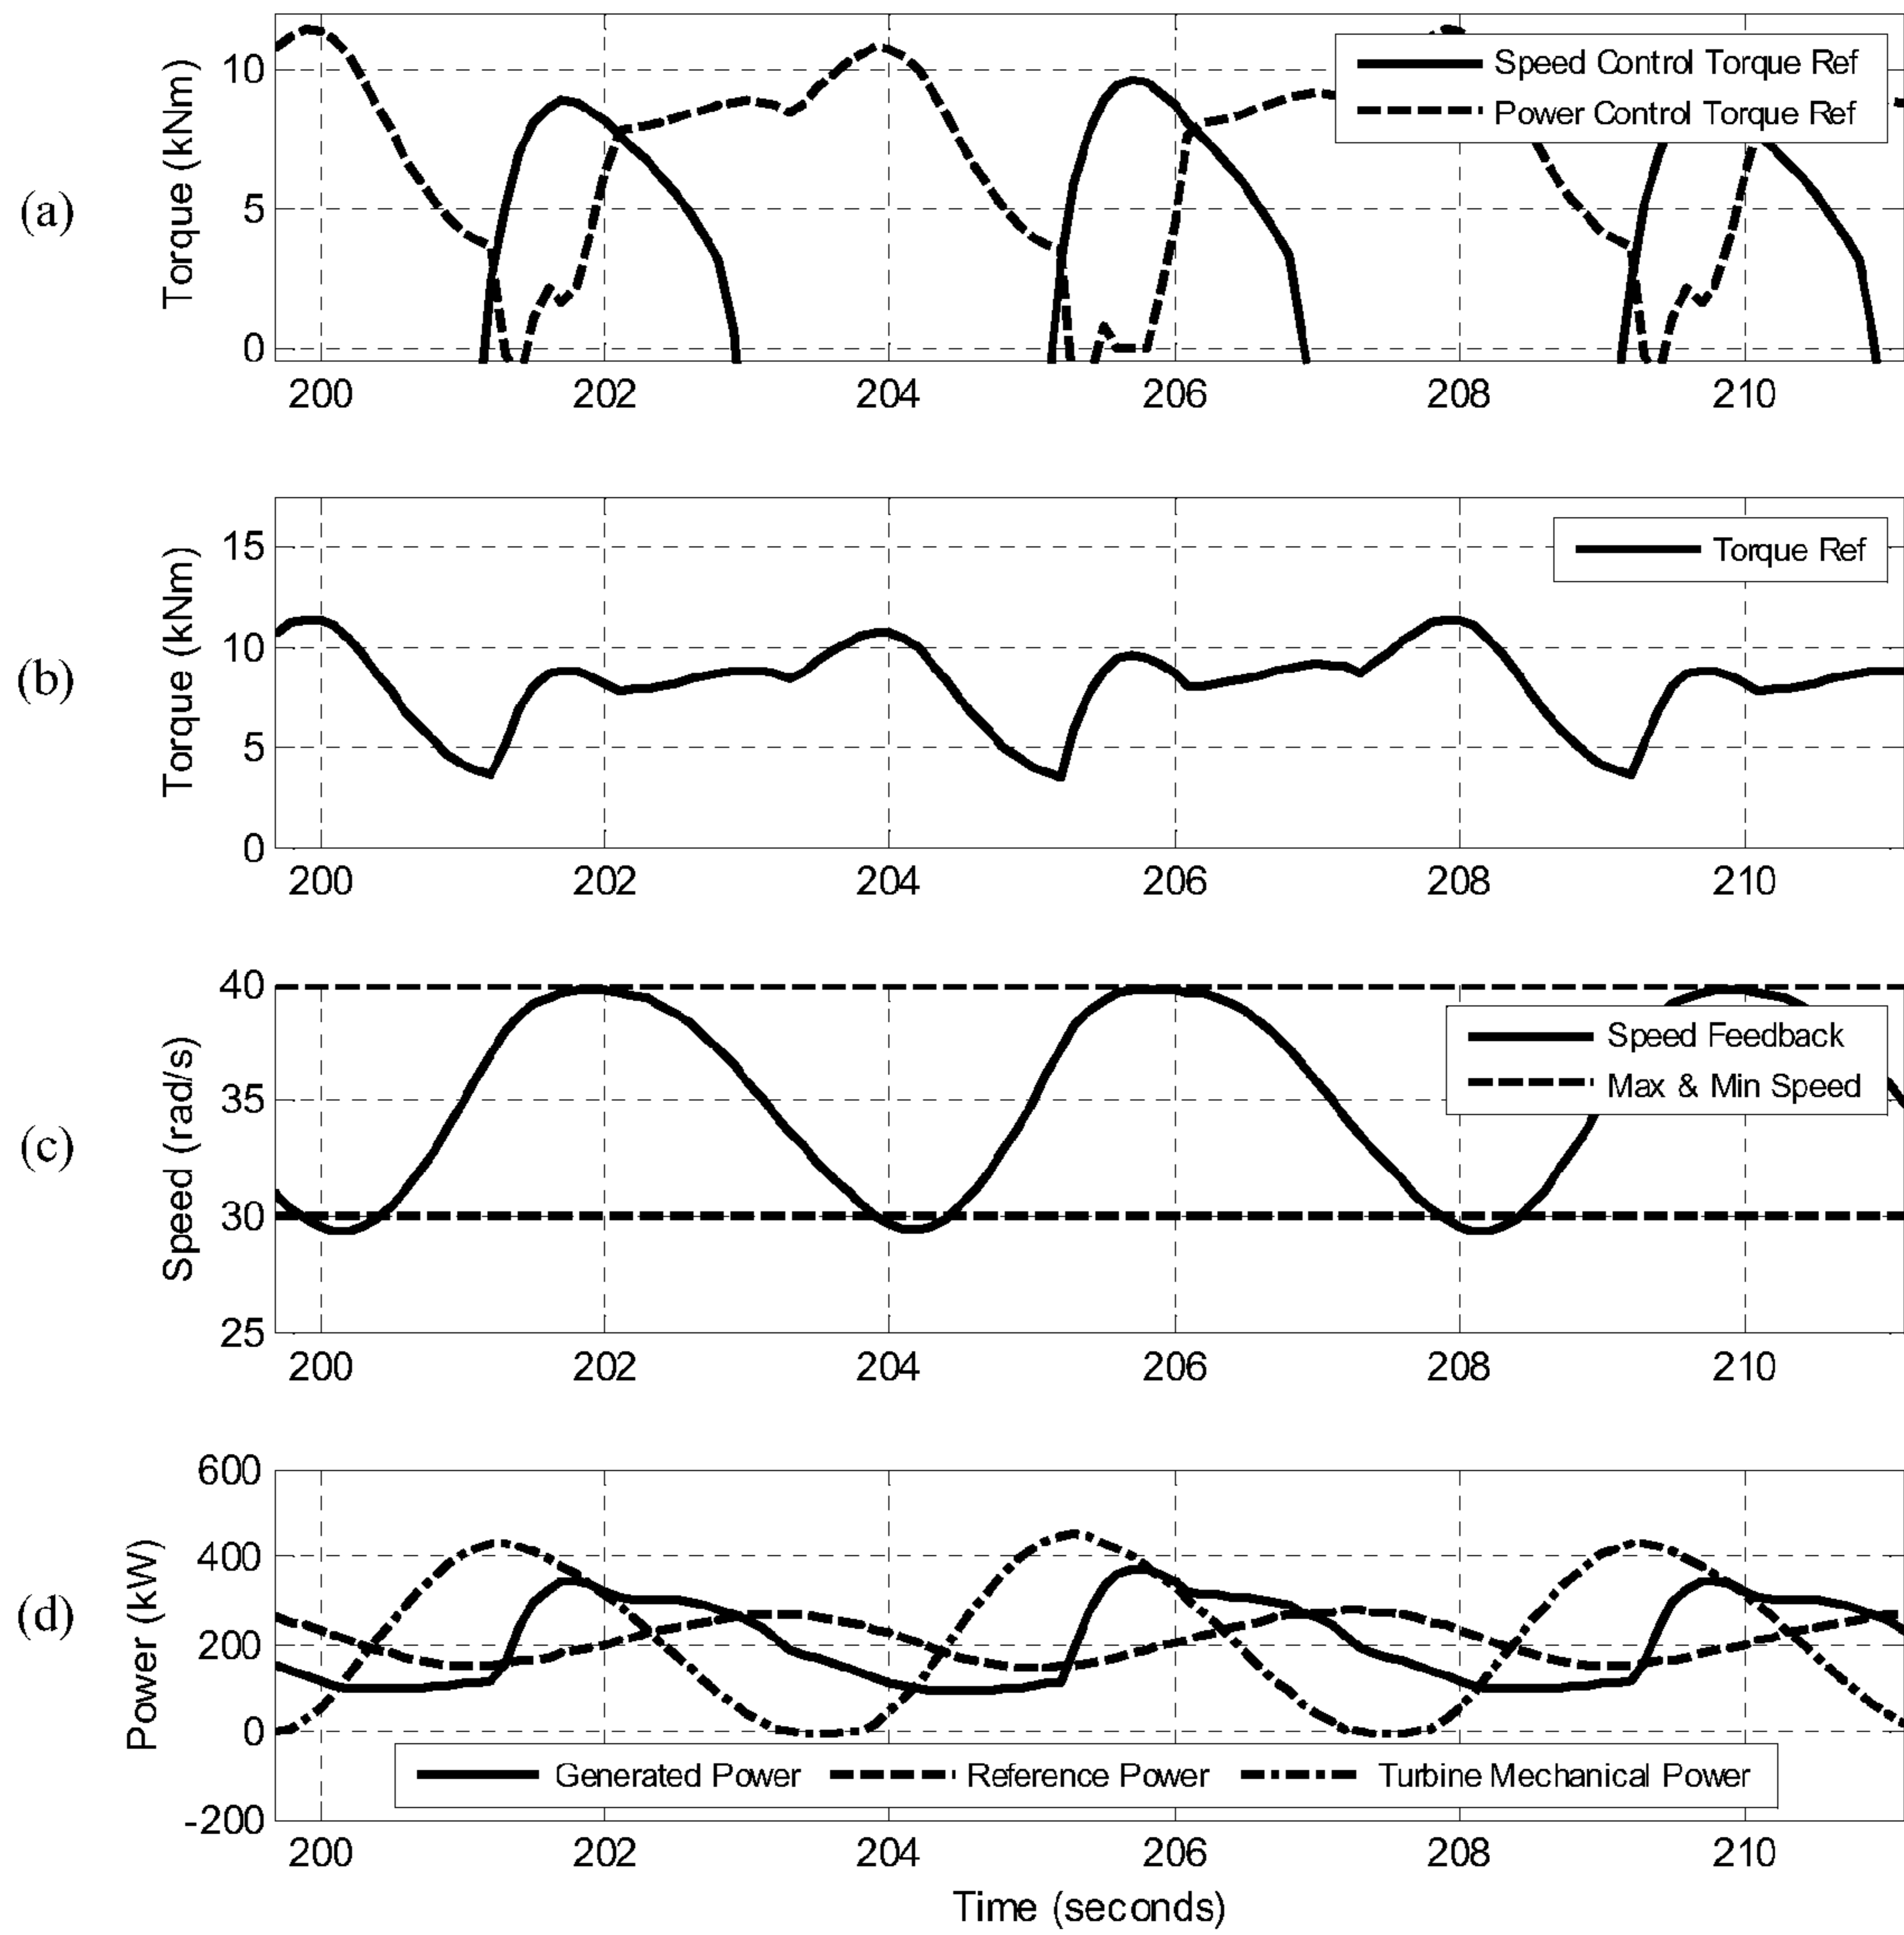 10
5
0
Torque (kNm)
(a)
Speed Control Torque Ref
Power Control Torque Ref
200 202 204 206 208 210
15
10
5
0
Torque (kNm)
(b)
Torque Ref
200 202 204 206 208 210
40
35
30
25
Speed (rad/s)
(c)
Speed Feedback
Max & Min Speed
200 202 204 206 208 210
600
400
200
0
-200
Power (kW)
(d)
Generated Power Reference Power Turbine Mechanical Power
200 202 204 206 208 210
Time (seconds)